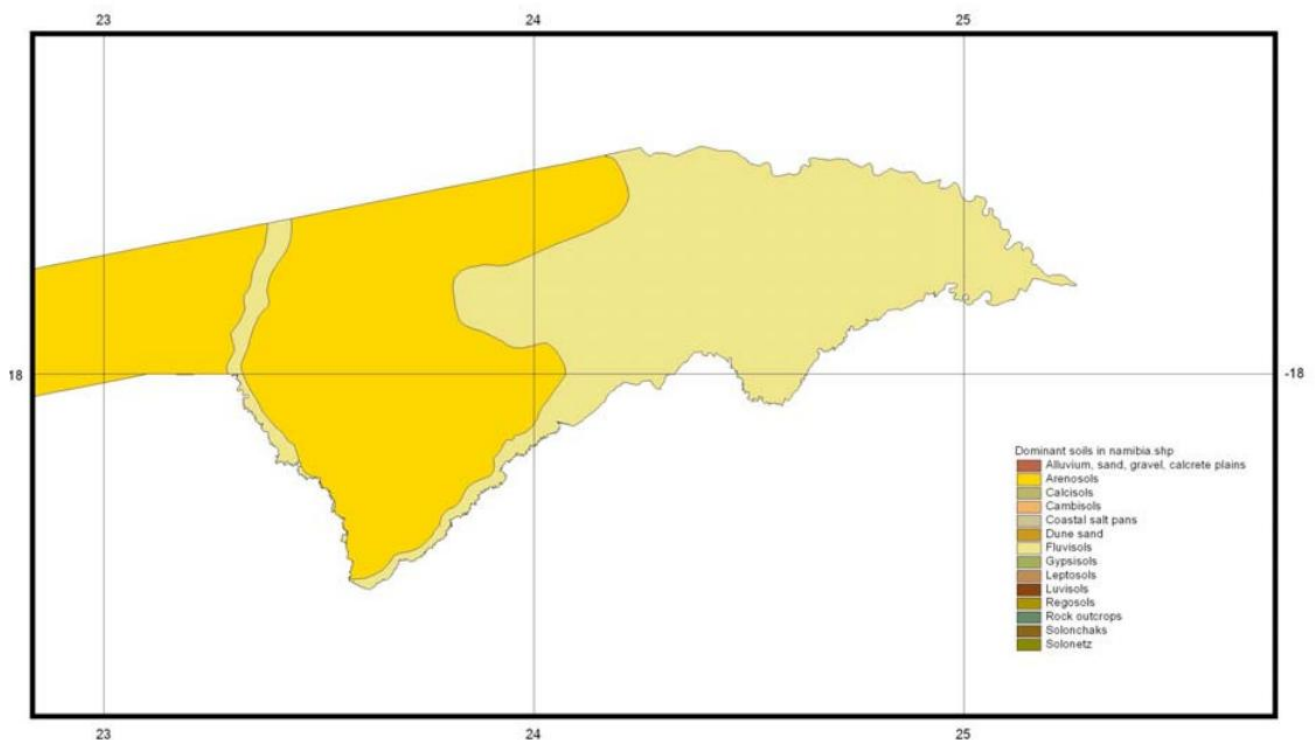 23 24 25
18 -18
Dominant soils in namibia.shp
Alluvium, sand, gravel, calcrete plains
Arenosols
Calcisols
Cambisols
Coastal salt pans
Dune sand
Fluvisols
Gypsisols
Leptosols
Luvisols
Regosols
Rock outcrops
Solonchaks
Solonetz
23 24 25